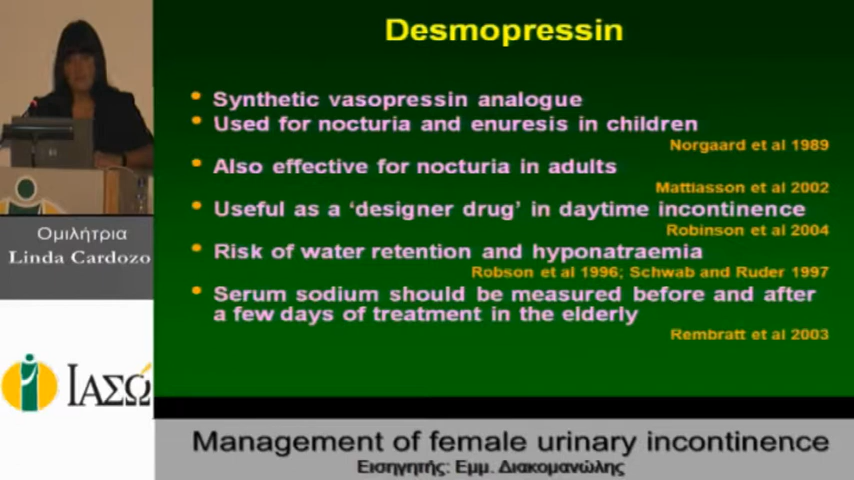 Desmopressin
• Synthetic vasopressin analogue
• Used for nocturia and enuresis in children
Norgaard et al 1989
• Also effective for nocturia in adults
Mattiasson et al 2002
• Useful as a ‘designer drug’ in daytime incontinence
Robinson et al 2004
• Risk of water retention and hyponatraemia
Robson et al 1996; Schwab and Ruder 1997
• Serum sodium should be measured before and after
a few days of treatment in the elderly
Rembratt et al 2003
Ομιλήτρια
Linda Cardozo
ΙΑΣΩ
Management of female urinary incontinence
Εισηγητής: Εμμ. Διακομανώλης